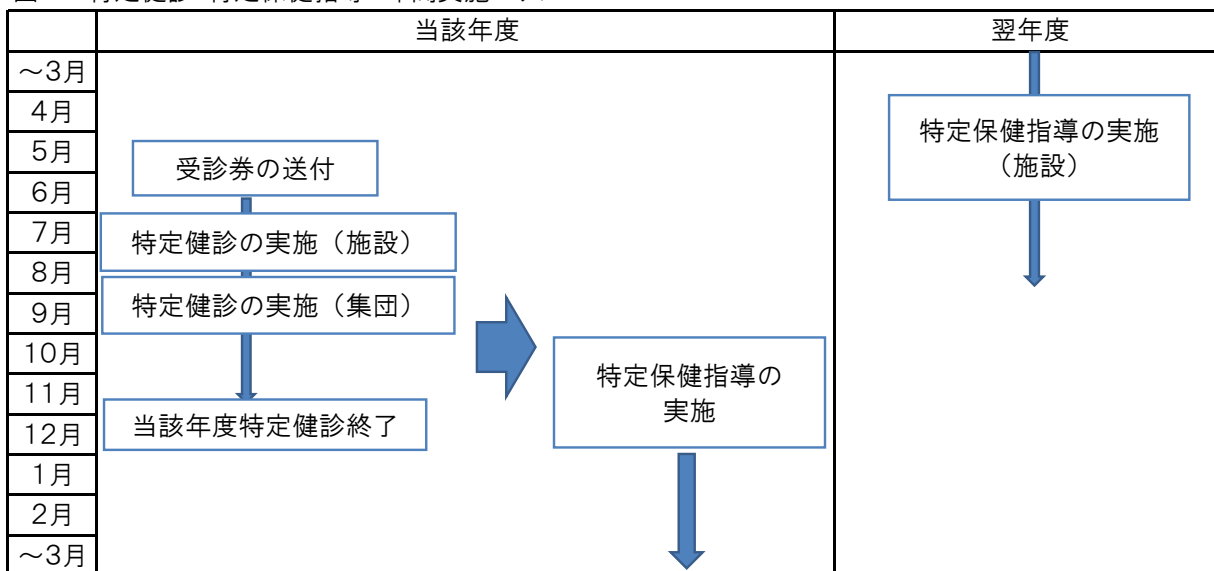 当該年度
翌年度
～3月
4月
5月
6月
7月
8月
9月
10月
11月
12月
1月
2月
～3月
受診券の送付
特定健診の実施（施設）
特定健診の実施（集団）
当該年度特定健診終了
特定保健指導の
実施
特定保健指導の実施
（施設）